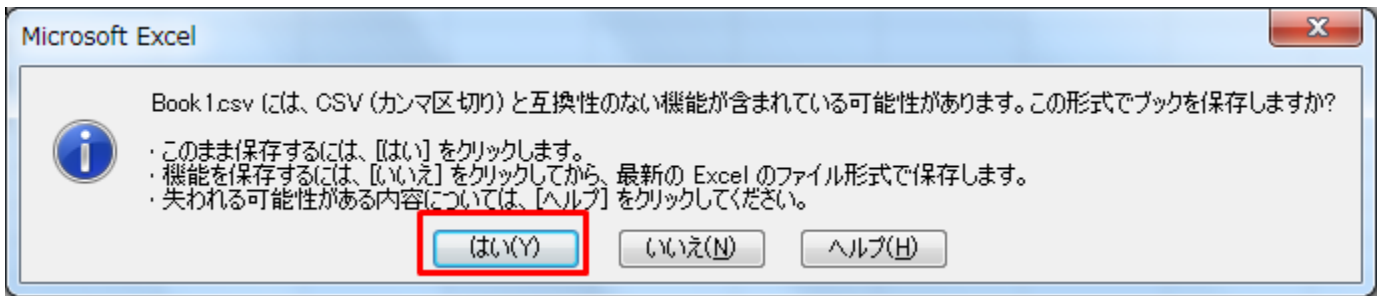 Microsoft Excel
Book1.csv には、CSV (カンマ区切り) と互換性のない機能が含まれている可能性があります。この形式でブックを保存しますか?
・このまま保存するには、[はい] をクリックします。
・機能を保存するには、[いいえ] をクリックしてから、最新の Excel のファイル形式で保存します。
・失われる可能性がある内容については、[ヘルプ] をクリックしてください。
はい(Y) いいえ(N) ヘルプ(H)